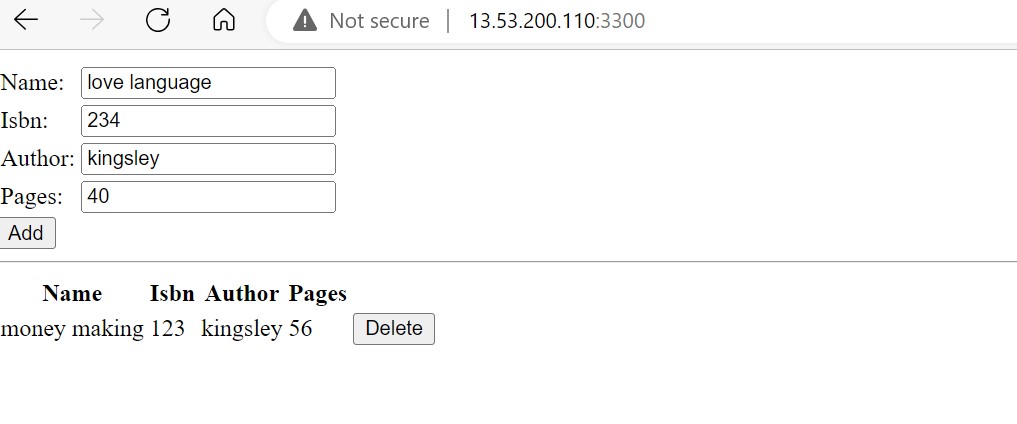 Not secure | 13.53.200.110:3300
Name: love language
Isbn: 234
Author: kingsley
Pages: 40
Add
Name Isbn Author Pages
money making 123 kingsley 56 Delete